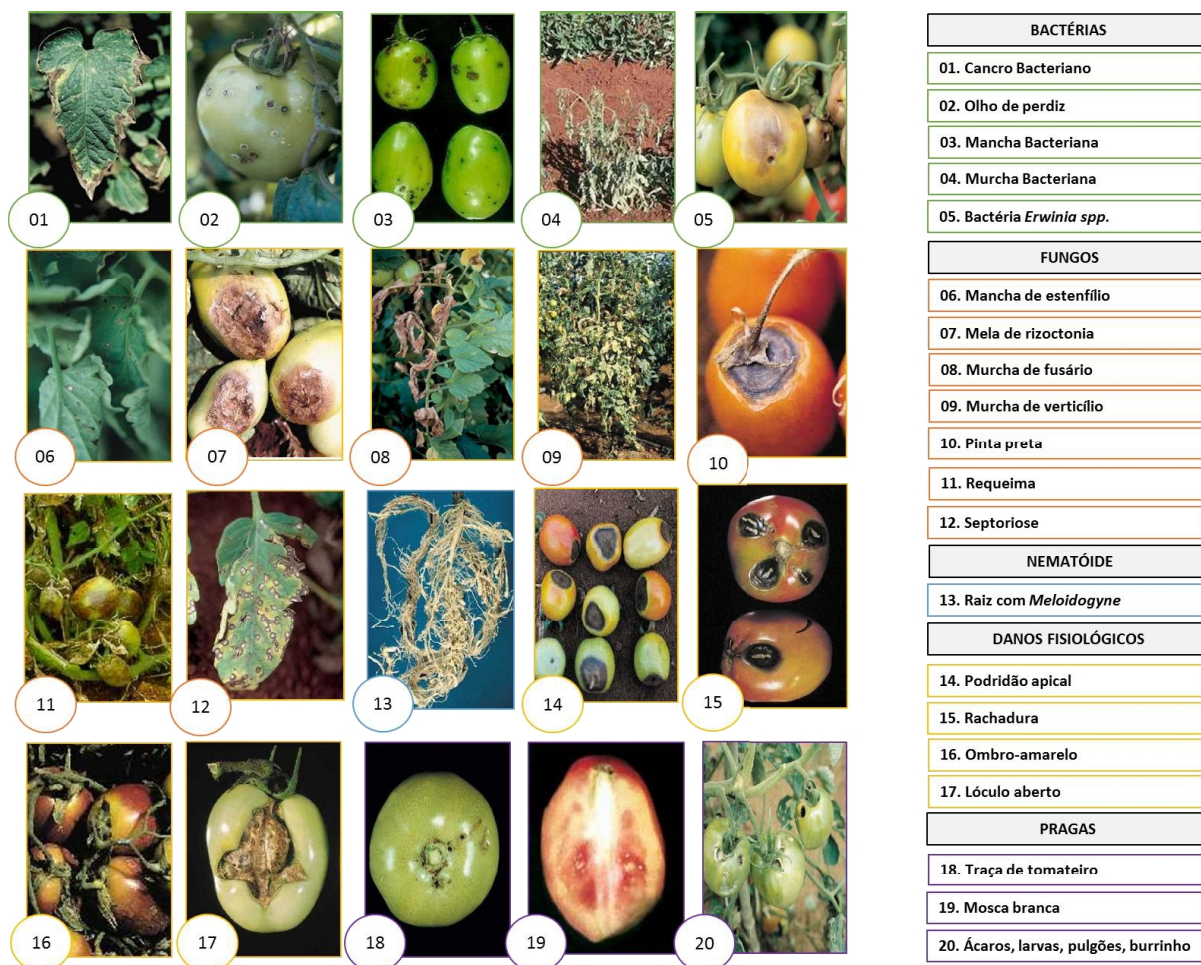 01
02
03
04
05
06
07
08
09
10
11
12
13
14
15
16
17
18
19
20
BACTÉRIAS
01. Cancro Bacteriano
02. Olho de perdiz
03. Mancha Bacteriana
04. Murcha Bacteriana
05. Bactéria Erwinia spp.
FUNGOS
06. Mancha de estenfílio
07. Mela de rizoctonia
08. Murcha de fusário
09. Murcha de verticílio
10. Pinta preta
11. Requeima
12. Septoriose
NEMATÓIDE
13. Raiz com Meloidogyne
DANOS FISIOLÓGICOS
14. Podridão apical
15. Rachadura
16. Ombro-amarelo
17. Lóculo aberto
PRAGAS
18. Traça de tomateiro
19. Mosca branca
20. Ácaros, larvas, pulgões, burrinho